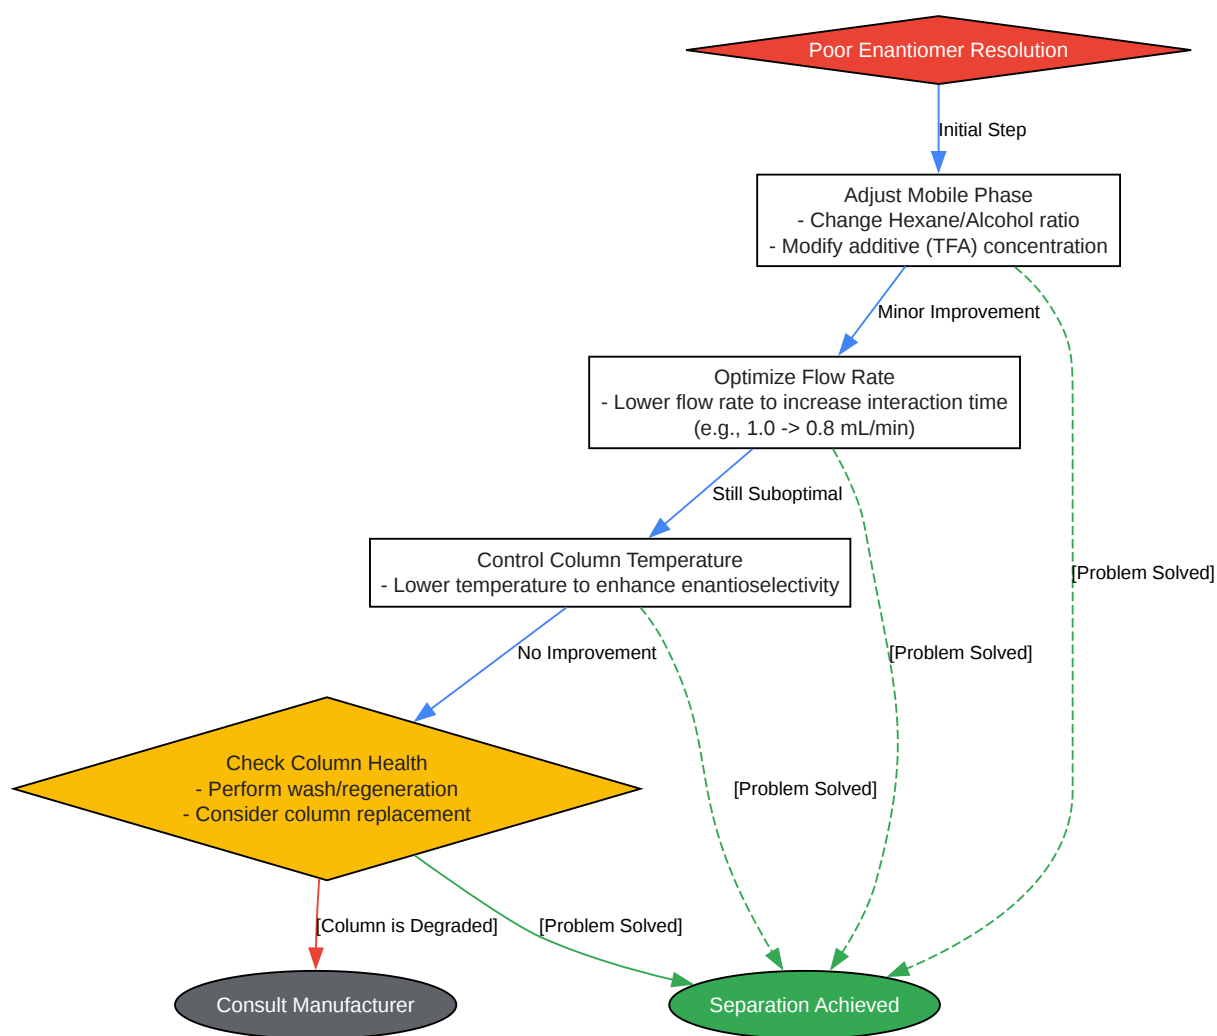 Poor Enantiomer Resolution
Initial Step
Adjust Mobile Phase
- Change Hexane/Alcohol ratio
- Modify additive (TFA) concentration
Minor Improvement
Optimize Flow Rate
- Lower flow rate to increase interaction time
(e.g., 1.0 -> 0.8 mL/min)
Still Suboptimal
Control Column Temperature
- Lower temperature to enhance enantioselectivity
[Problem Solved]
No Improvement
[Problem Solved]
Check Column Health
- Perform wash/regeneration
- Consider column replacement
[Problem Solved]
[Column is Degraded]
[Problem Solved]
Consult Manufacturer
Separation Achieved